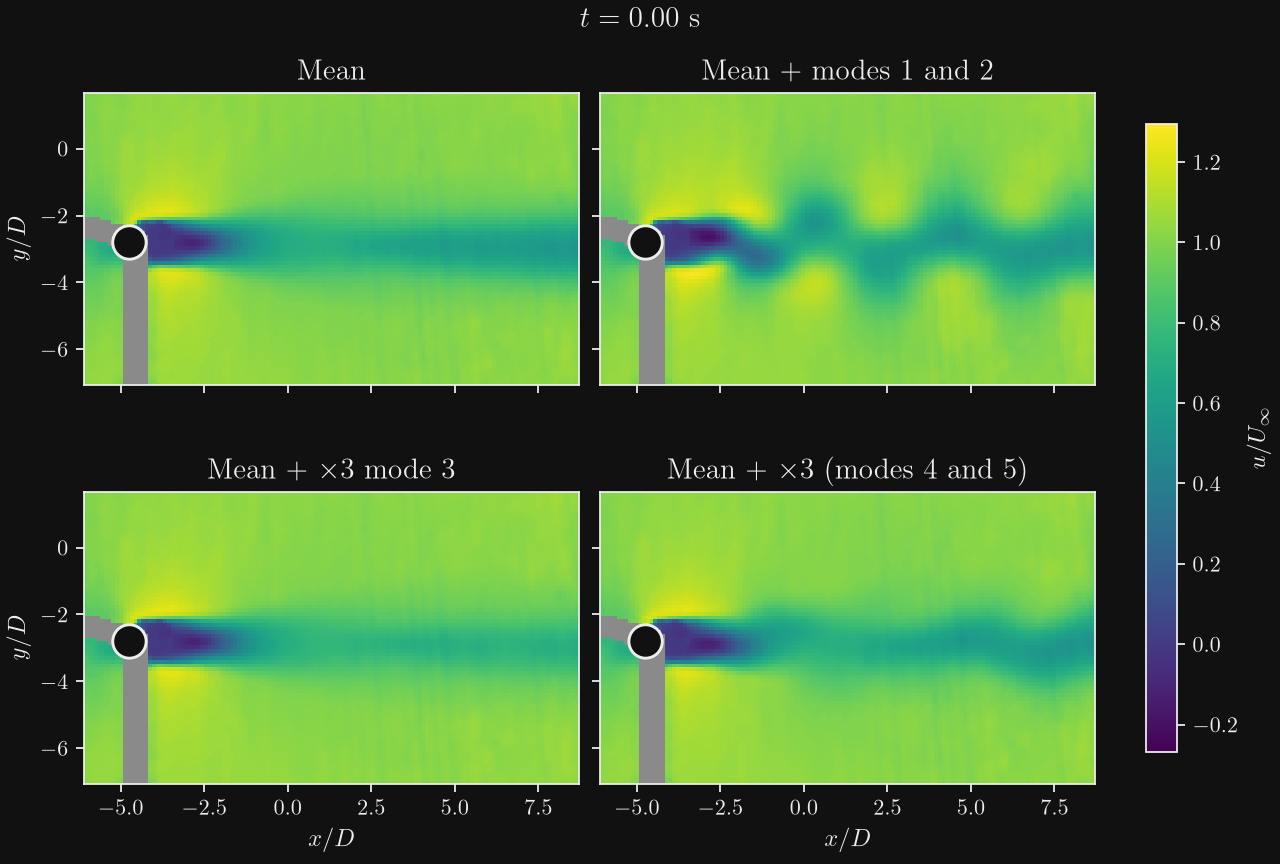 t = 0.00 s
Mean
Mean + modes 1 and 2
0
−2
−4
−6
y/D
1.2
1.0
0.8
0.6
0.4
0.2
0.0
−0.2
u/U∞
Mean + ×3 mode 3
Mean + ×3 (modes 4 and 5)
0
−2
−4
−6
y/D
−5.0 −2.5 0.0 2.5 5.0 7.5
−5.0 −2.5 0.0 2.5 5.0 7.5
x/D
x/D